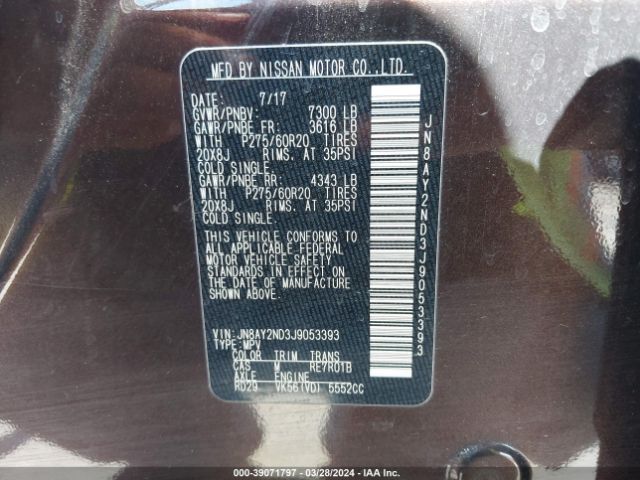 MFD BY NISSAN MOTOR CO.,LTD.
DATE: 7/17
GVWR/PNBV: 7300 LB
GAWR/PNBE FR: 3616 LB
WITH P275/60R20 TIRES
20X8J RIMS. AT 35PSI
COLD SINGLE
GAWR/PNBE RR: 4343 LB
WITH P275/60R20 TIRES
20X8J RIMS. AT 35PSI
COLD SINGLE
THIS VEHICLE CONFORMS TO
ALL APPLICABLE FEDERAL
MOTOR VEHICLE SAFETY
STANDARDS IN EFFECT ON
THE DATE OF MANUFACTURE
SHOWN ABOVE.
VIN: JN8AY2ND3J9053393
TYPE: MPV
COLOR TRIM TRANS
CAS M RE7R01B
AXLE ENGINE
RD29 VK56(VD) 5552CC
JN8AY2ND3J9053393
000-39071797 - 03/28/2024 - IAA Inc.